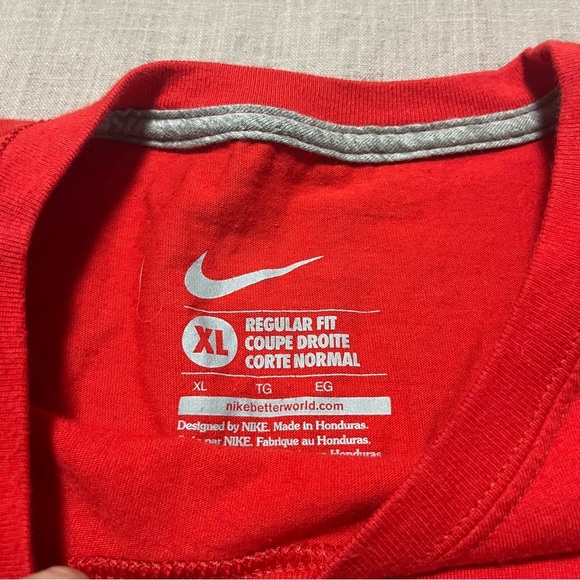 XL
REGULAR FIT
COUPE DROITE
CORTE NORMAL
XL TG EG
nikebetterworld.com
Designed by NIKE. Made in Honduras.
par NIKE. Fabrique au Honduras.
Honduras